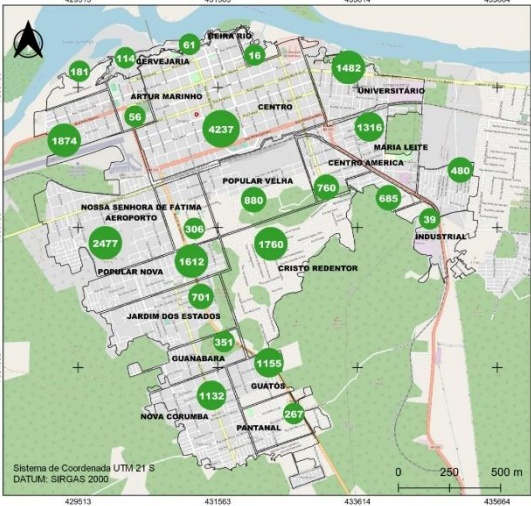 429513 431563 433614 435664
BEIRA RIO
61
16
114
CERVEJARIA
181
1482
UNIVERSITÁRIO
ARTUR MARINHO
56
CENTRO
4237
1316
1874
MARIA LEITE
CENTRO AMERICA
480
POPULAR VELHA
760
880
685
NOSSA SENHORA DE FÁTIMA
AEROPORTO
306
39
INDUSTRIAL
2477
1760
1612
POPULAR NOVA
CRISTO REDENTOR
701
JARDIM DOS ESTADOS
351
GUANABARA
1155
GUATÓS
1132
NOVA CORUMBA
267
PANTANAL
Sistema de Coordenada UTM 21 S
DATUM: SIRGAS 2000
0 250 500 m
429513 431563 433614 435664